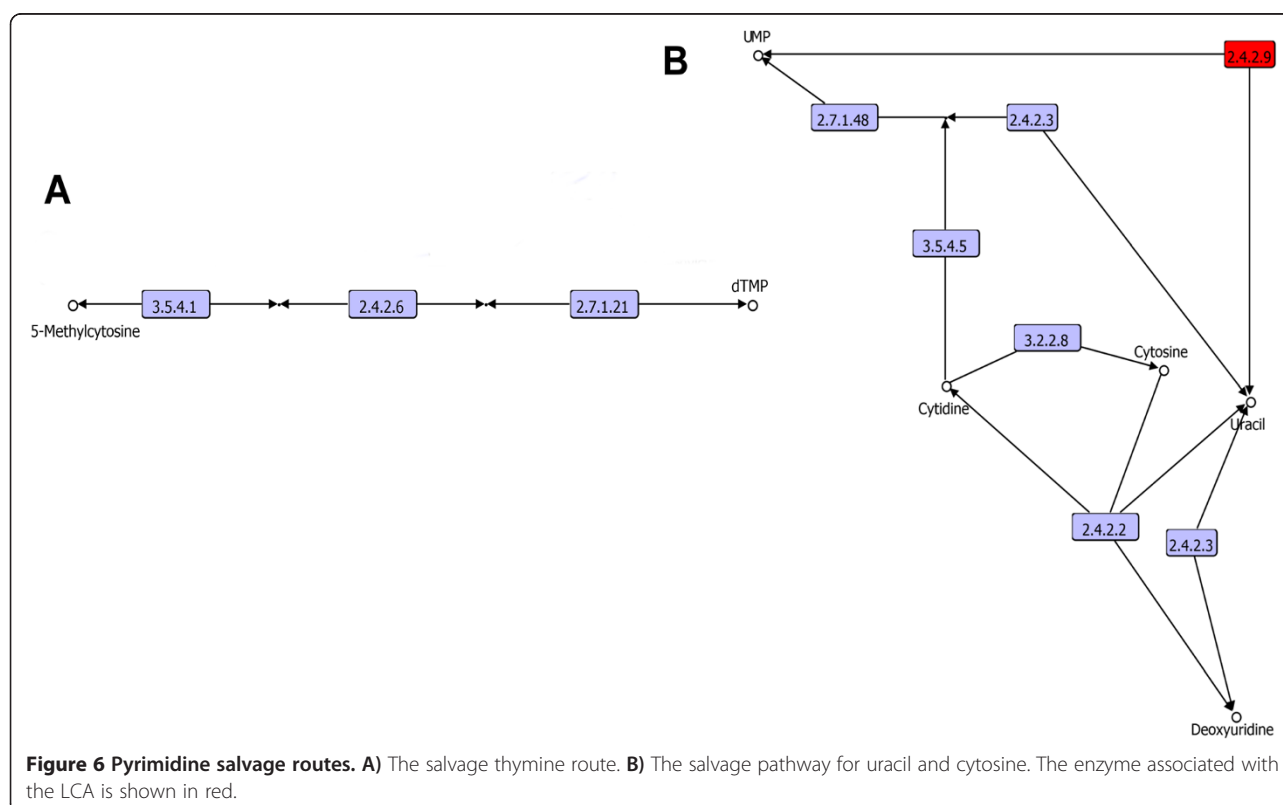 A
5-Methylcytosine
3.5.4.1
2.4.2.6
2.7.1.21
dTMP
B
UMP
2.4.2.9
2.7.1.48
2.4.2.3
3.5.4.5
3.2.2.8
Cytosine
Cytidine
Uracil
2.4.2.2
2.4.2.3
Deoxyuridine
Figure 6 Pyrimidine salvage routes. A) The salvage thymine route. B) The salvage pathway for uracil and cytosine. The enzyme associated with
the LCA is shown in red.